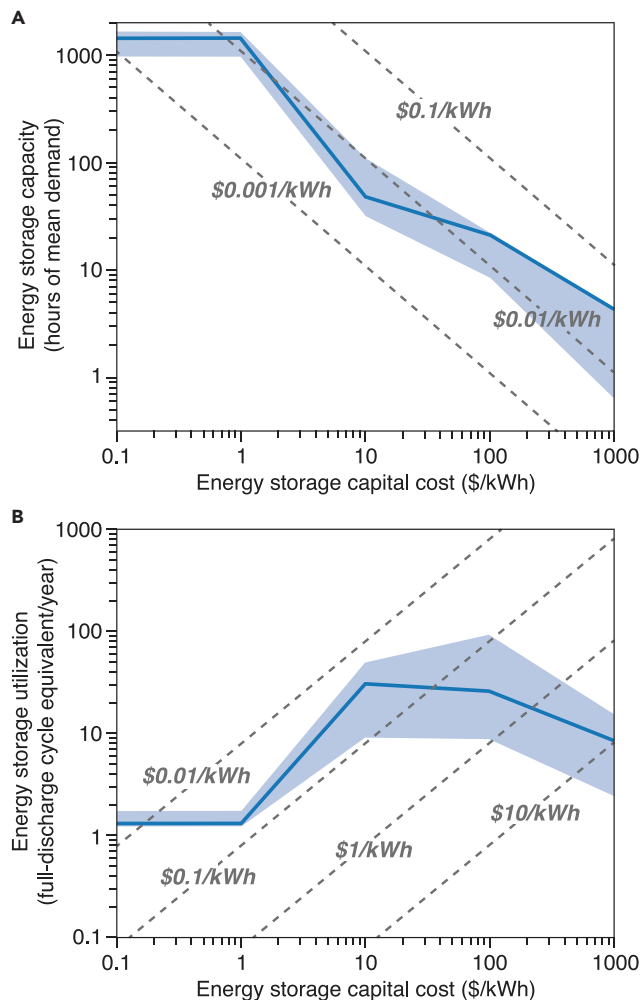 A
Energy storage capacity
(hours of mean demand)
1000
100
10
1
$0.1/kWh
$0.001/kWh
$0.01/kWh
0.1 1 10 100 1000
Energy storage capital cost ($/kWh)
B
Energy storage utilization
(full-discharge cycle equivalent/year)
1000
100
10
1
0.1
$0.01/kWh
$0.1/kWh
$1/kWh
$10/kWh
0.1 1 10 100 1000
Energy storage capital cost ($/kWh)